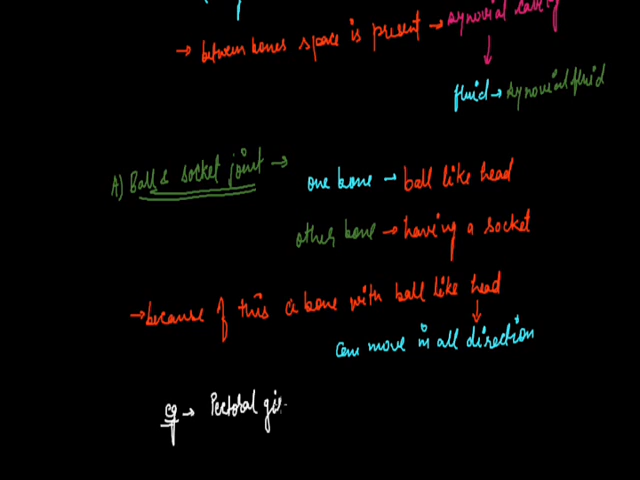 → between bones space is present → synovial cavity
fluid → synovial fluid
A) Ball & socket joint →
one bone → ball like head
other bone → having a socket
→ because of this a bone with ball like head
can move in all direction
eg → Pectoral gi